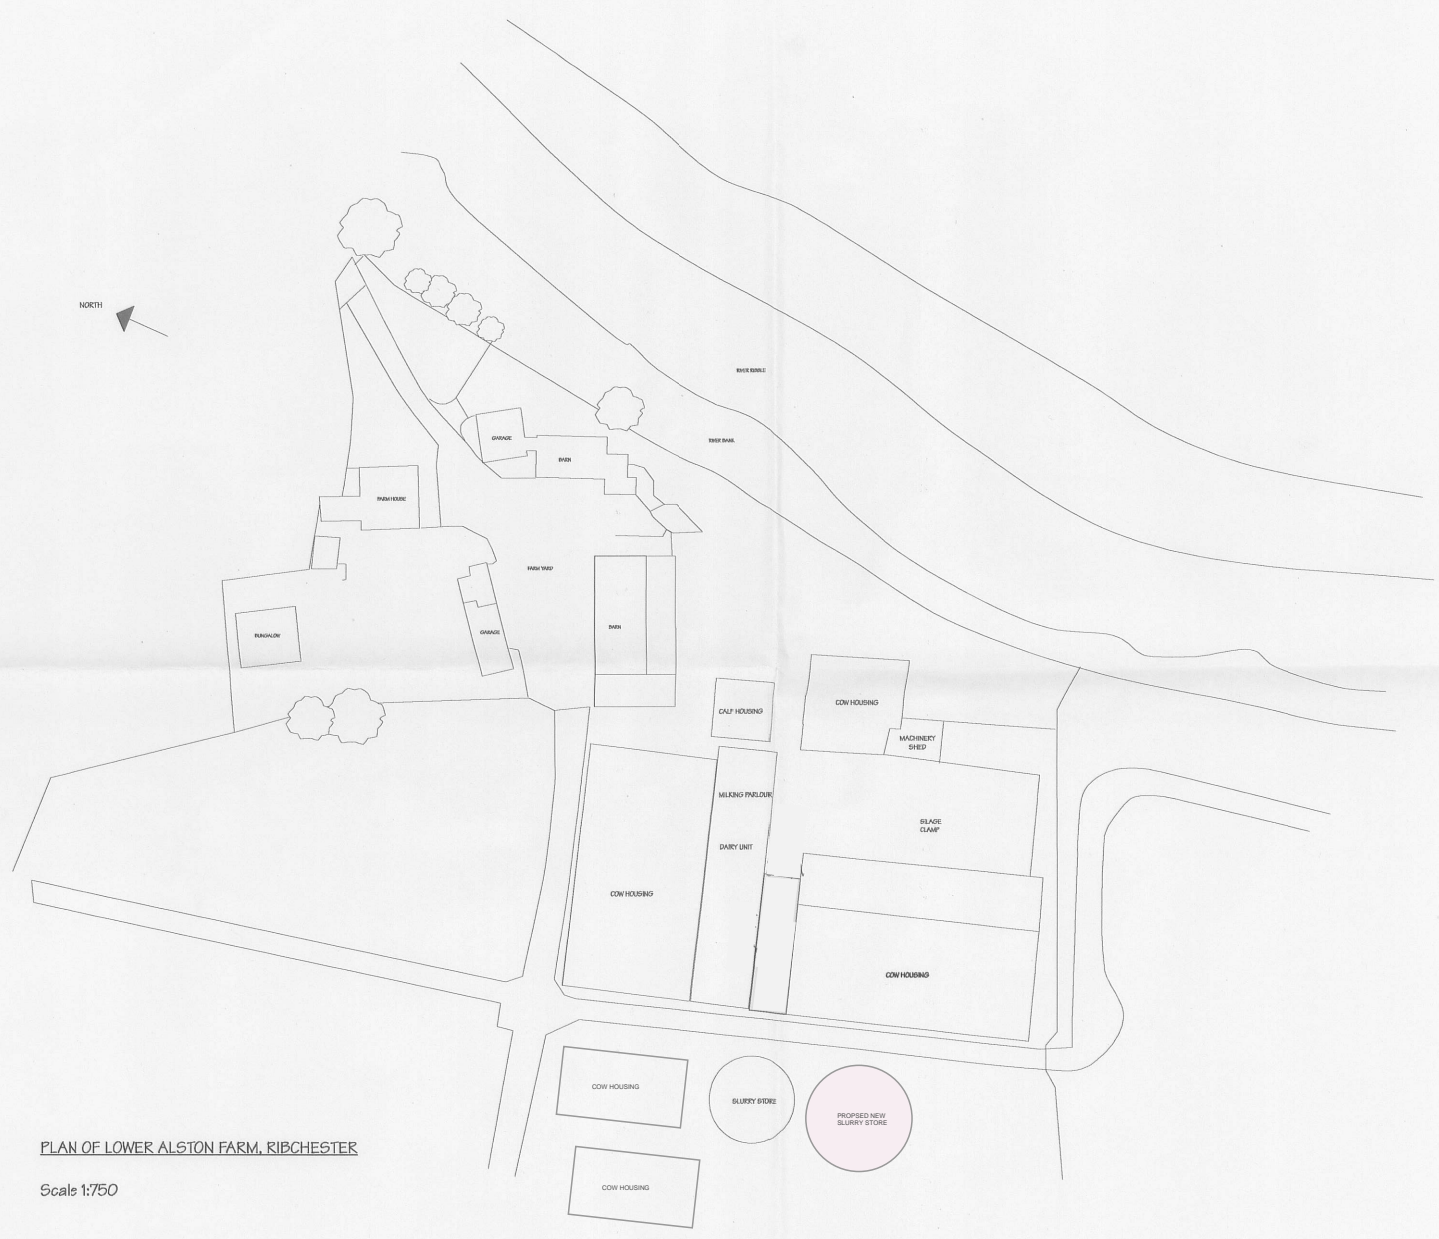 NORTH
RIVER RIBBLE
RIVER BANK
GARAGE
BARN
FARM HOUSE
FARM YARD
BARN
GARAGE
BUNGALOW
COW HOUSING
CALF HOUSING
MACHINERY
SHED
MILKING PARLOUR
SILAGE
CLAMP
DAIRY UNIT
COW HOUSING
COW HOUSING
COW HOUSING
SLURRY STORE
PROPSED NEW
SLURRY STORE
PLAN OF LOWER ALSTON FARM, RIBCHESTER
COW HOUSING
Scale 1:750